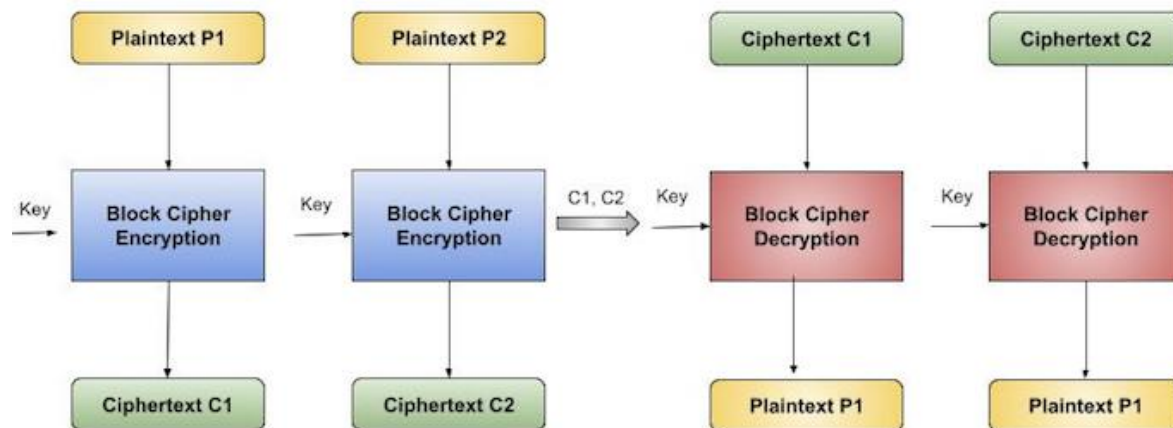 Plaintext P1
Plaintext P2
Ciphertext C1
Ciphertext C2
Key
Block Cipher
Encryption
Key
Block Cipher
Encryption
C1, C2
Key
Block Cipher
Decryption
Key
Block Cipher
Decryption
Ciphertext C1
Ciphertext C2
Plaintext P1
Plaintext P1